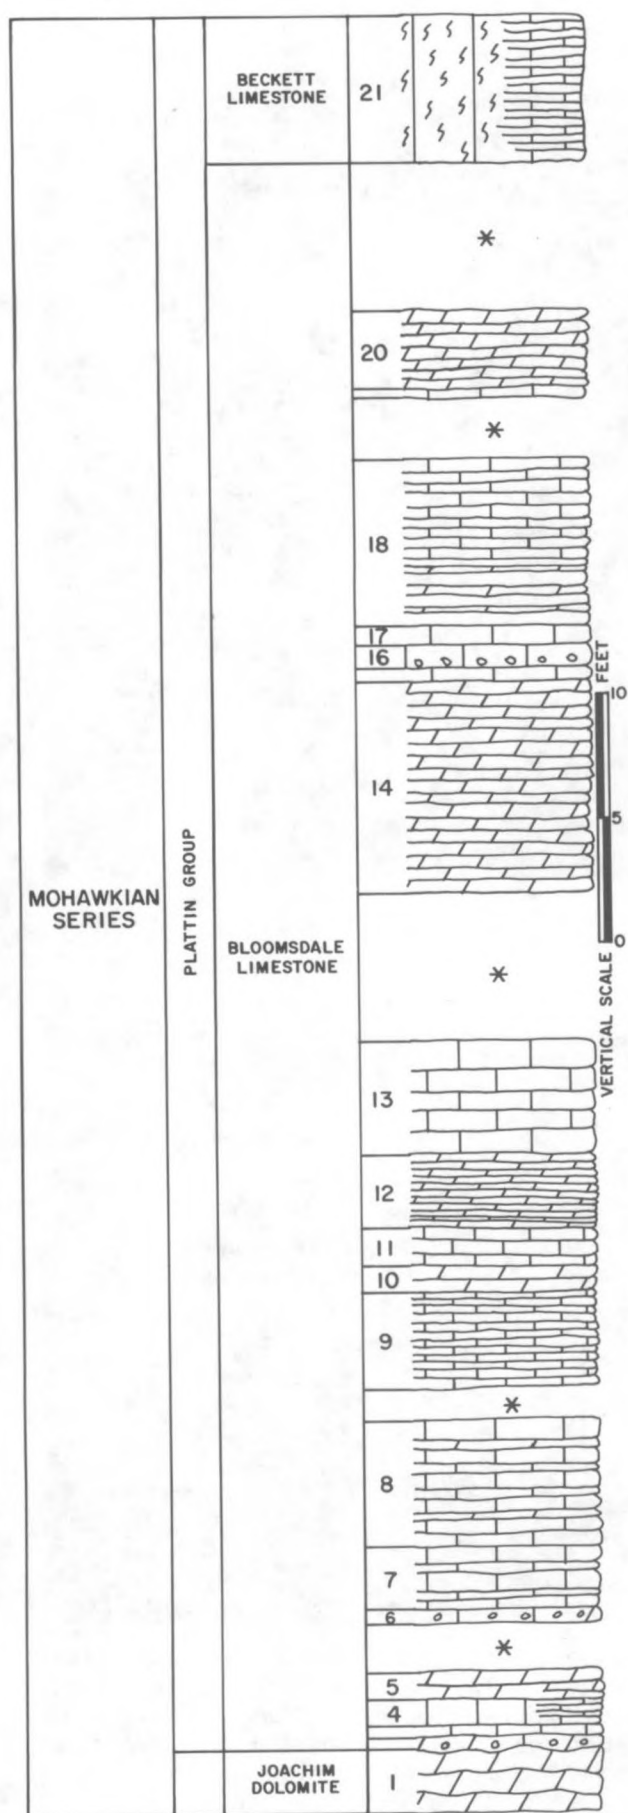 BECKETT
LIMESTONE
21
*
20
*
18
17
16
14
FEET
10
5
0
VERTICAL SCALE
MOHAWKIAN
SERIES
PLATTIN GROUP
BLOOMSDALE
LIMESTONE
*
13
12
11
10
9
*
8
7
6
*
5
4
JOACHIM
DOLOMITE
1